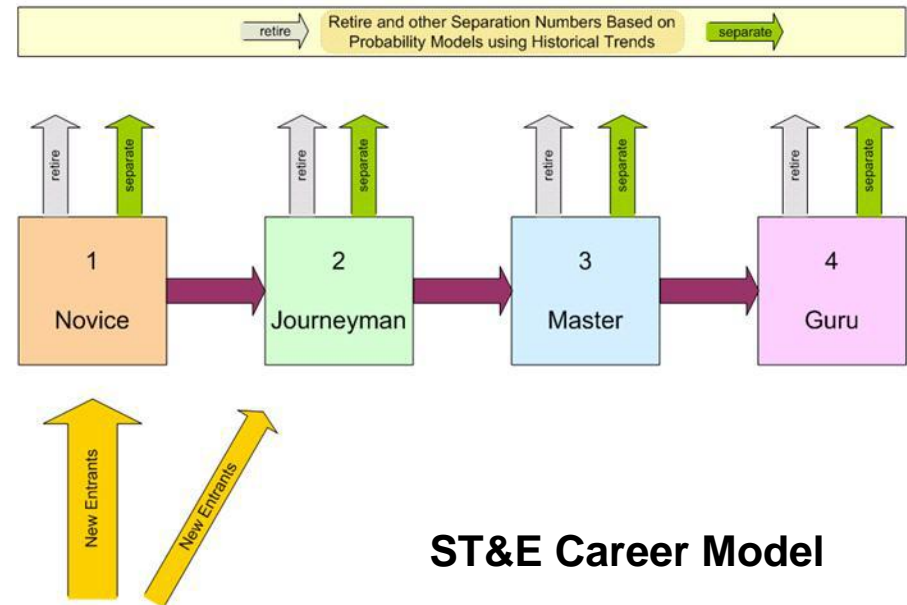 retire
Retire and other Separation Numbers Based on
Probability Models using Historical Trends
separate
retire
separate
retire
separate
retire
separate
retire
separate
1
Novice
2
Journeyman
3
Master
4
Guru
New Entrants
New Entrants
ST&E Career Model